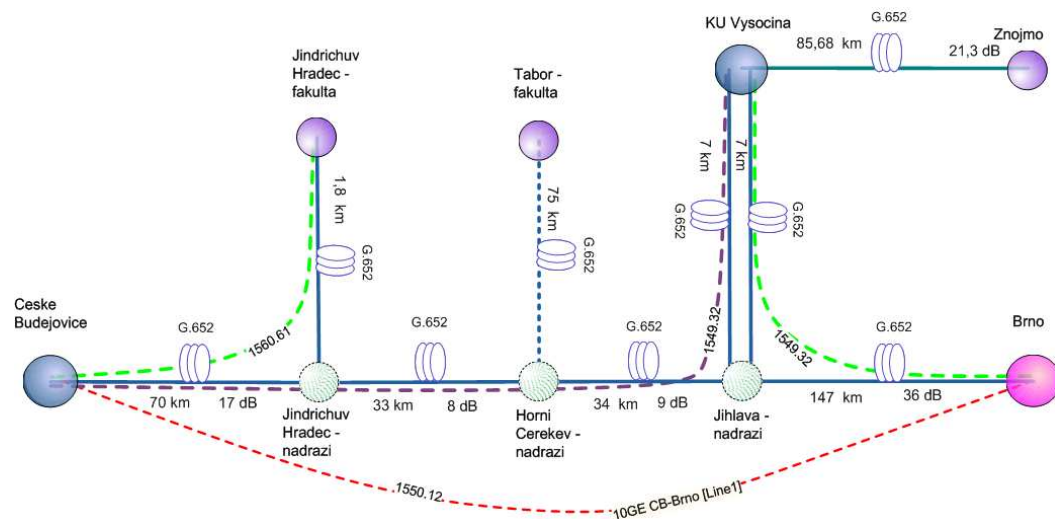 KU Vysocina
G.652
Znojmo
85,68 km
21,3 dB
Jindrichuv
Hradec -
fakulta
Tabor -
fakulta
7 km
7 km
1,8 km
75 km
G.652
G.652
G.652
G.652
Ceske
Budejovice
G.652
1560.61
G.652
G.652
1549.32
1549.32
G.652
Brno
70 km
17 dB
Jindrichuv
Hradec -
nadrazi
33 km
8 dB
Horni
Cerekev -
nadrazi
34 km
9 dB
Jihlava -
nadrazi
147 km
36 dB
1550.12
10GE CB-Brno [Line1]